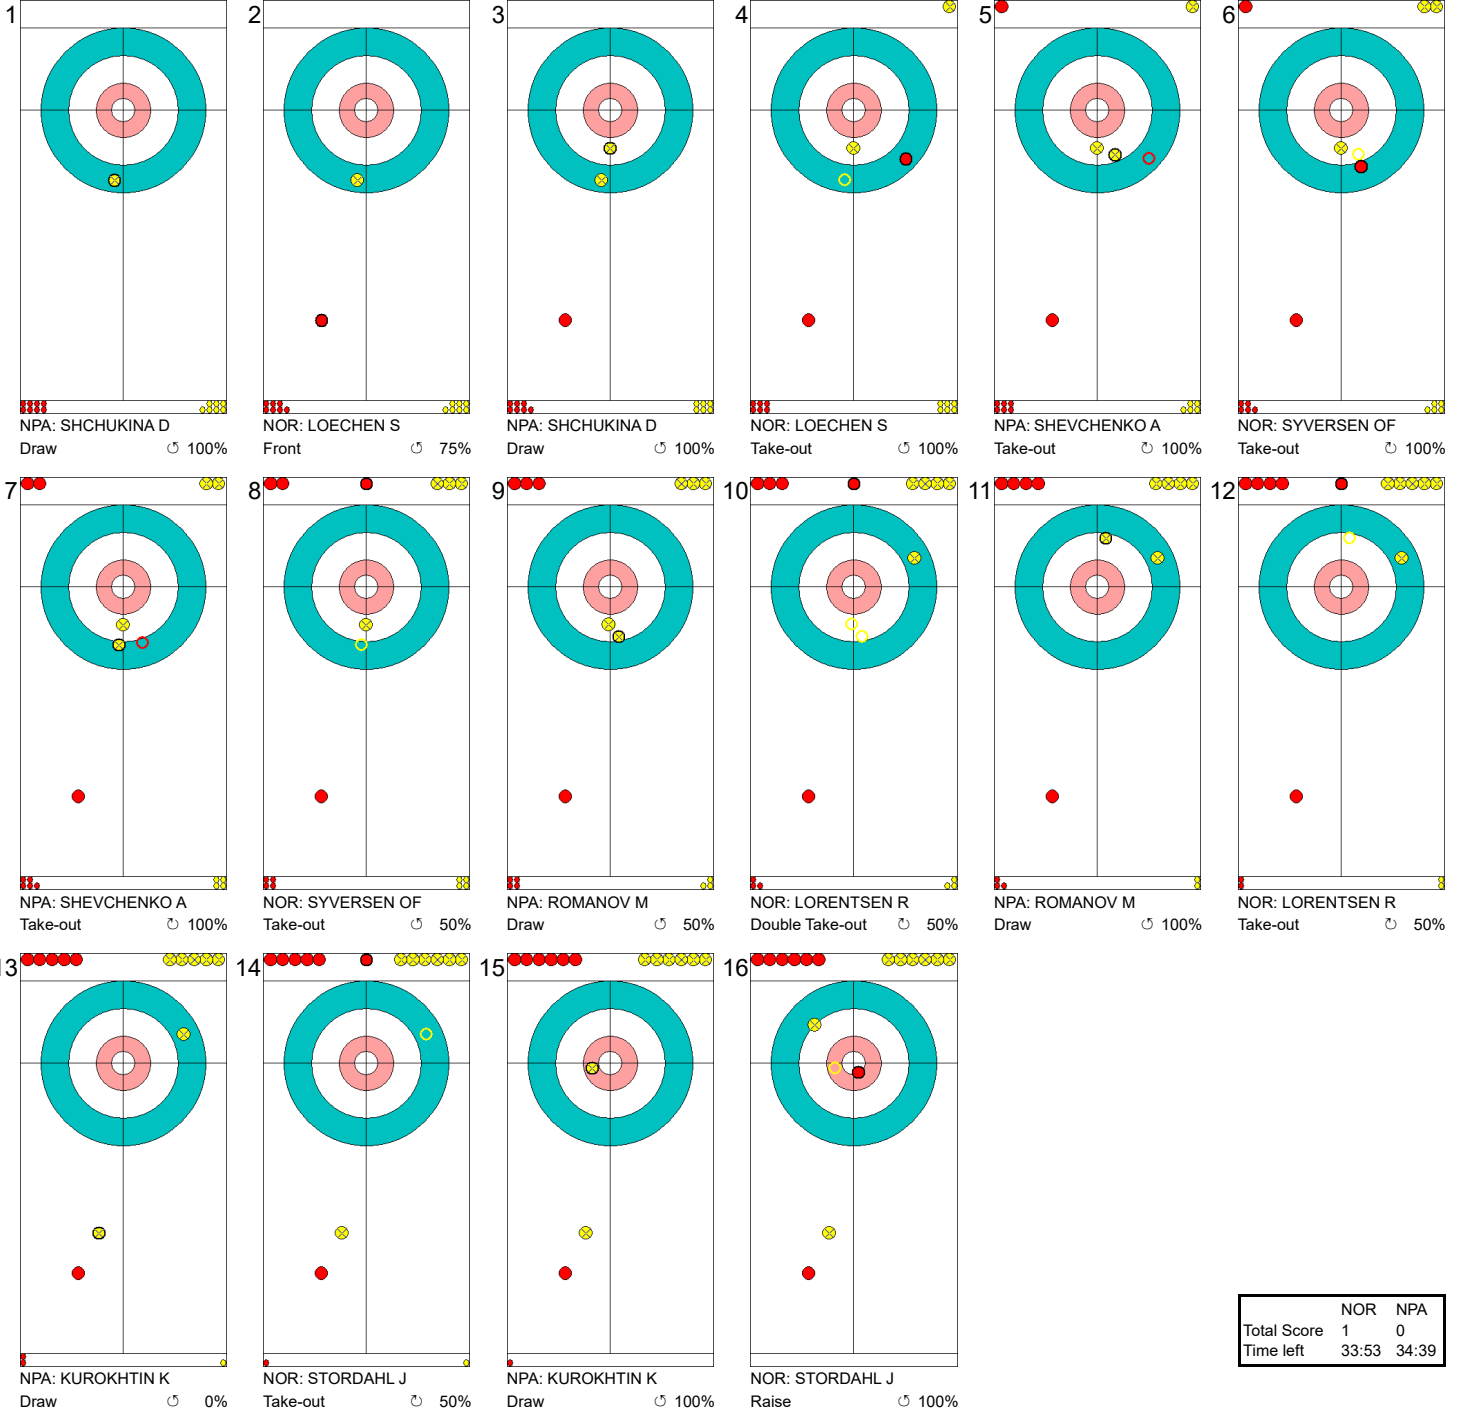 1 2 3 4 5 6
NPA: SHCHUKINA D NOR: LOECHEN S NPA: SHCHUKINA D NOR: LOECHEN S NPA: SHEVCHENKO A NOR: SYVERSEN OF
Draw ↺ 100% Front ↺ 75% Draw ↺ 100% Take-out ↺ 100% Take-out ↺ 100% Take-out ↻ 100%
7 8 9 10 11 12
NPA: SHEVCHENKO A NOR: SYVERSEN OF NPA: ROMANOV M NOR: LORENTSEN R NPA: ROMANOV M NOR: LORENTSEN R
Take-out ↻ 100% Take-out ↺ 50% Draw ↺ 50% Double Take-out ↻ 50% Draw ↺ 100% Take-out ↻ 50%
13 14 15 16
NPA: KUROKHTIN K NOR: STORDAHL J NPA: KUROKHTIN K NOR: STORDAHL J
Draw ↺ 0% Take-out ↺ 50% Draw ↺ 100% Raise ↺ 100%
NOR NPA
Total Score 1 0
Time left 33:53 34:39